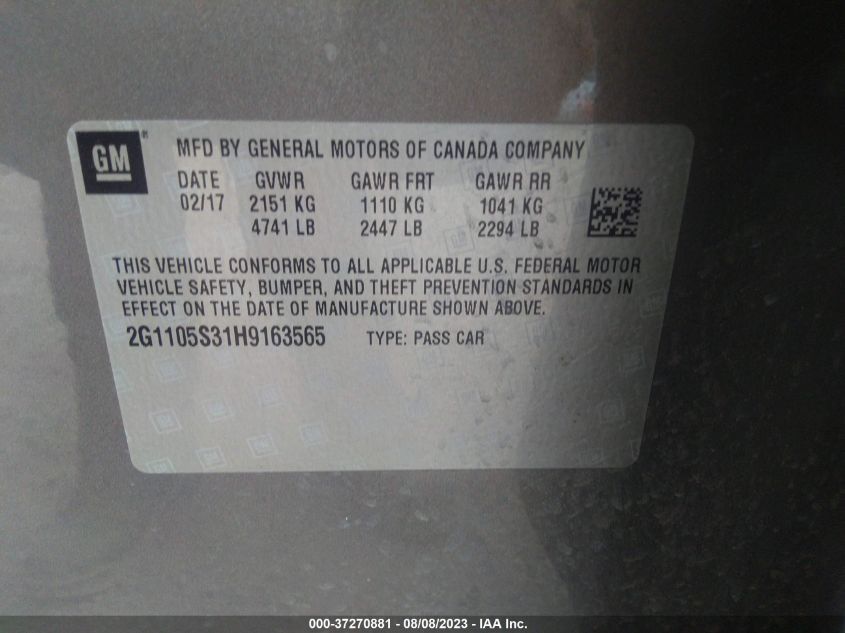 GM ®
MFD BY GENERAL MOTORS OF CANADA COMPANY
DATE GVWR GAWR FRT GAWR RR
02/17 2151 KG 1110 KG 1041 KG
4741 LB 2447 LB 2294 LB
THIS VEHICLE CONFORMS TO ALL APPLICABLE U.S. FEDERAL MOTOR
VEHICLE SAFETY, BUMPER, AND THEFT PREVENTION STANDARDS IN
EFFECT ON THE DATE OF MANUFACTURE SHOWN ABOVE.
2G1105S31H9163565 TYPE: PASS CAR
000-37270881 - 08/08/2023 - IAA Inc.